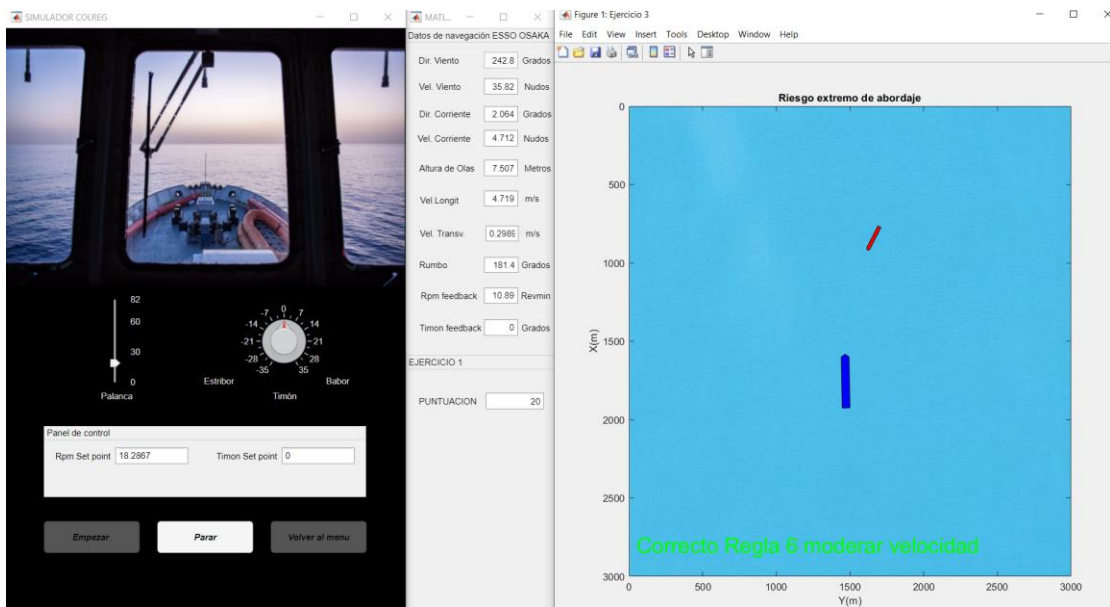 SIMULADOR COLREG
82
60
30
0
Palanca
-35
-28
-21
-14
-7
0
7
14
21
28
35
Estribor
Babor
Timón
Panel de control
Rpm Set point 18.2867 Timon Set point 0
Empezar Parar Volver al menu
MATL...
Datos de navegación ESSO OSAKA
Dir. Viento 242.8 Grados
Vel. Viento 35.82 Nudos
Dir. Corriente 2.064 Grados
Vel. Corriente 4.712 Nudos
Altura de Olas 7.507 Metros
Vel.Longit 4.719 m/s
Vel. Transv. m/s
Rumbo 181.4 Grados
Rpm feedback 10.89 Revmin
Timon feedback 0 Grados
EJERCICIO 1
PUNTUACION 20
Figure 1: Ejercicio 3
File Edit View Insert Tools Desktop Window Help
Riesgo extremo de abordaje
0
500
1000
1500
2000
2500
3000
X(m)
Correcto Regla 6 moderar velocidad
0 500 1000 1500 2000 2500 3000
Y(m)